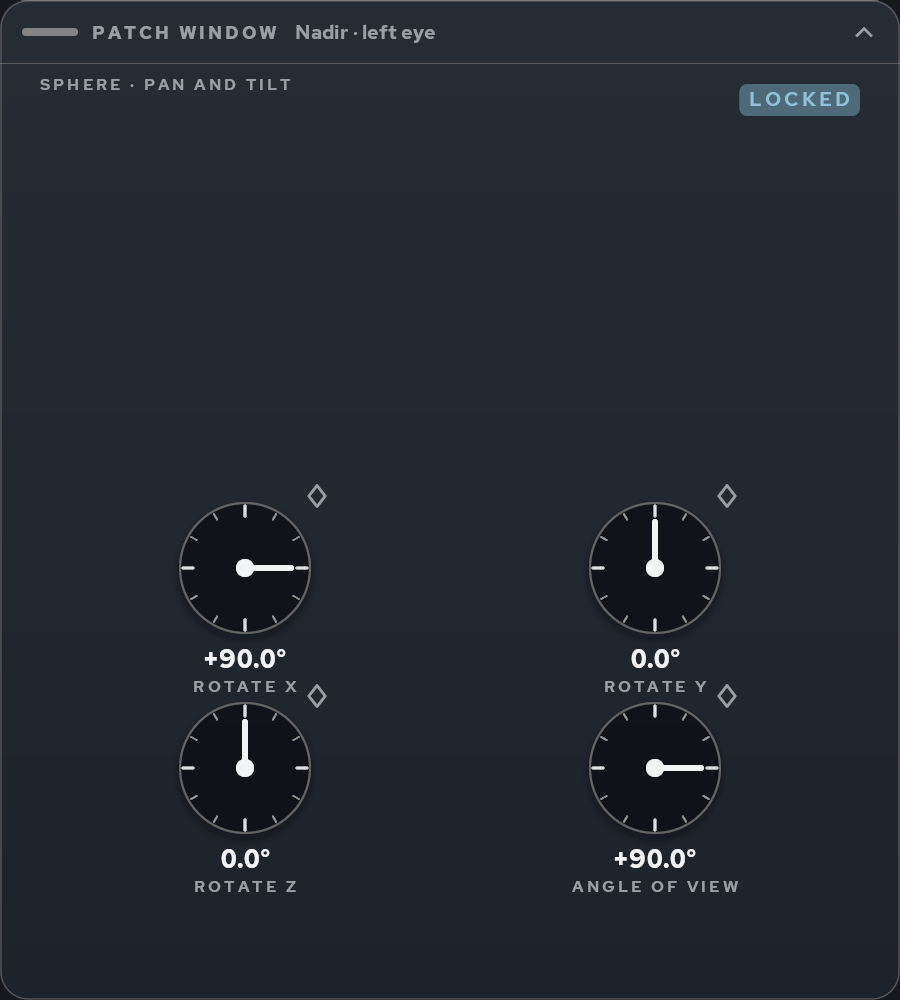 PATCH WINDOW Nadir · left eye
SPHERE · PAN AND TILT
LOCKED
+90.0° 0.0°
ROTATE X ROTATE Y
0.0° +90.0°
ROTATE Z ANGLE OF VIEW